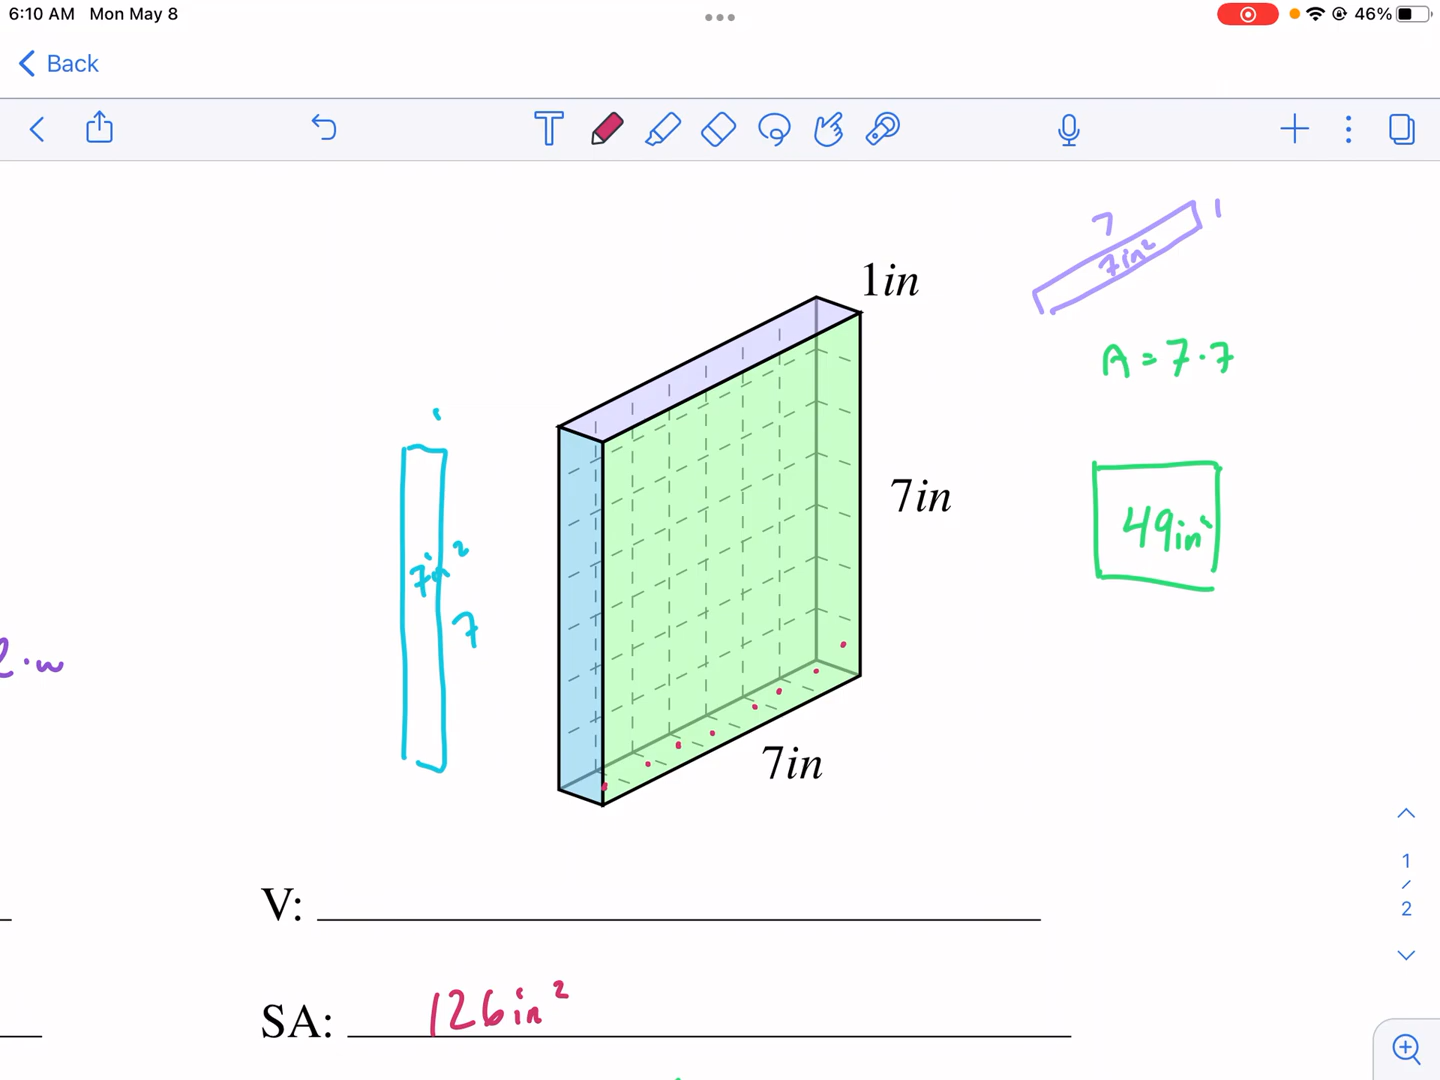 6:10 AM Mon May 8
46%
Back
T
7
1
7in²
1in
A = 7·7
7in
49in²
7in²
7
l·w
7in
1
/
2
V:
SA: 126in²